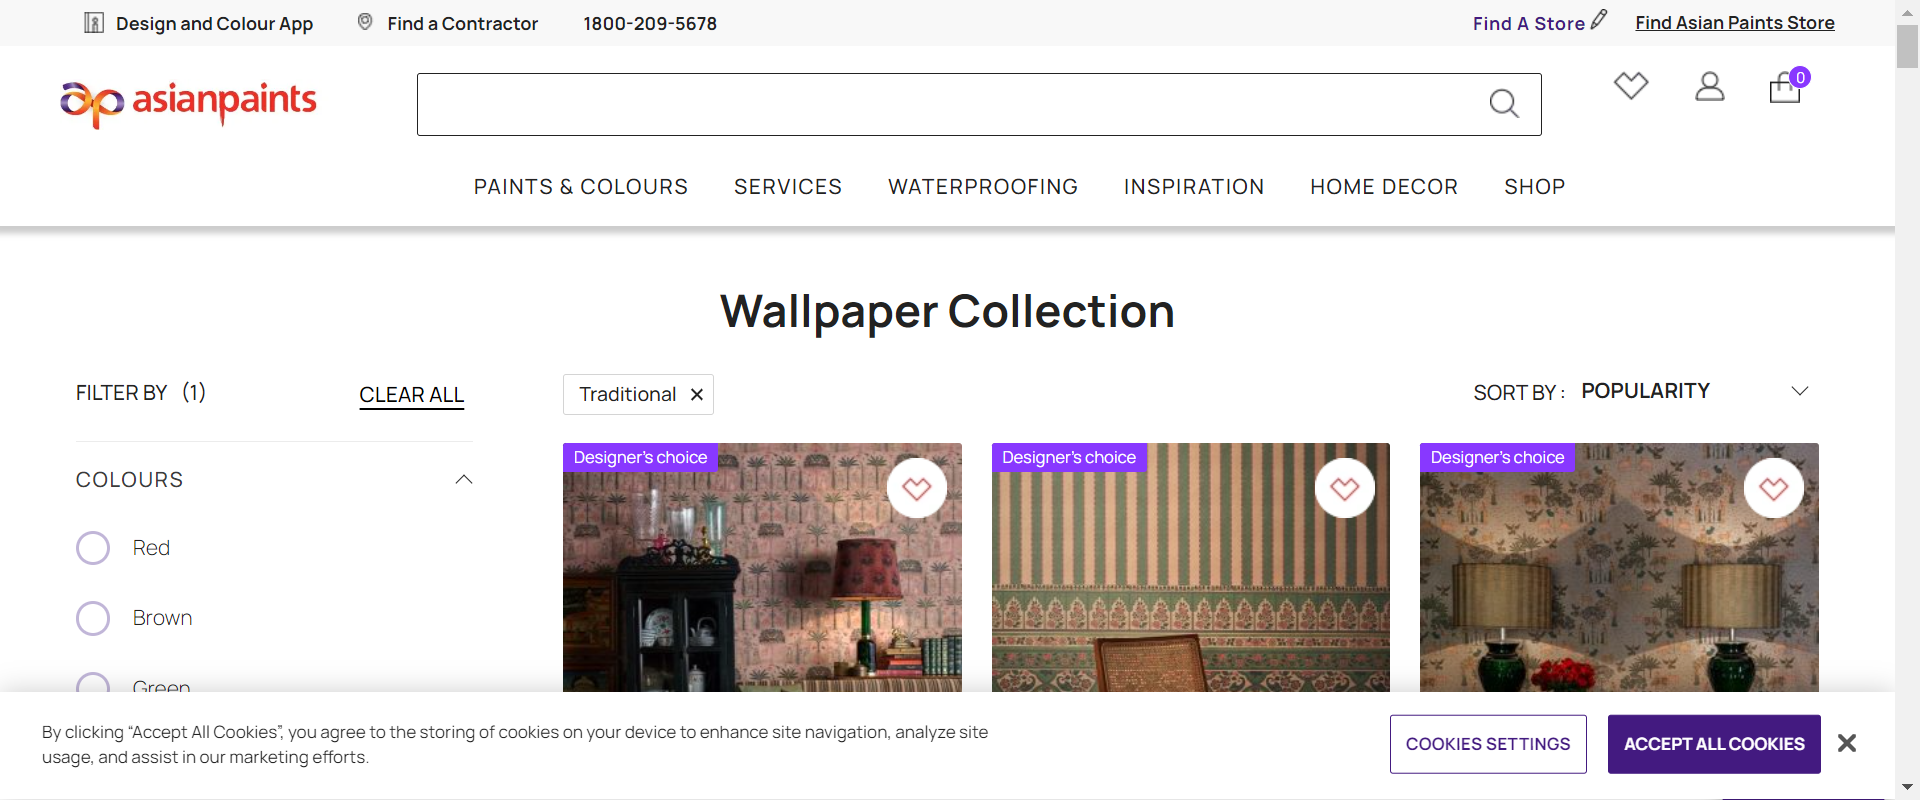 Design and Colour App
Find a Contractor
1800-209-5678
Find A Store
Find Asian Paints Store
asianpaints
0
PAINTS & COLOURS
SERVICES
WATERPROOFING
INSPIRATION
HOME DECOR
SHOP
Wallpaper Collection
FILTER BY (1)
CLEAR ALL
Traditional
SORT BY : POPULARITY
COLOURS
Red
Brown
Green
Designer's choice
Designer's choice
Designer's choice
By clicking “Accept All Cookies”, you agree to the storing of cookies on your device to enhance site navigation, analyze site
usage, and assist in our marketing efforts.
COOKIES SETTINGS
ACCEPT ALL COOKIES